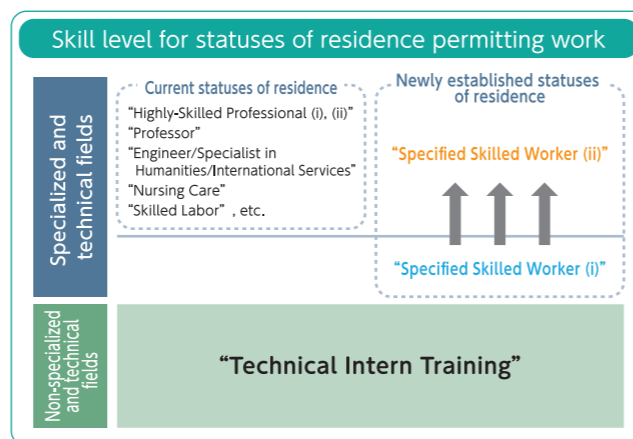 Skill level for statuses of residence permitting work
Specialized and
technical fields
Current statuses of residence
“Highly-Skilled Professional (i), (ii)”
“Professor”
“Engineer/Specialist in
Humanities/International Services”
“Nursing Care”
“Skilled Labor” , etc.
Newly established statuses
of residence
“Specified Skilled Worker (ii)”
“Specified Skilled Worker (i)”
Non-specialized
and technical
fields
“Technical Intern Training”